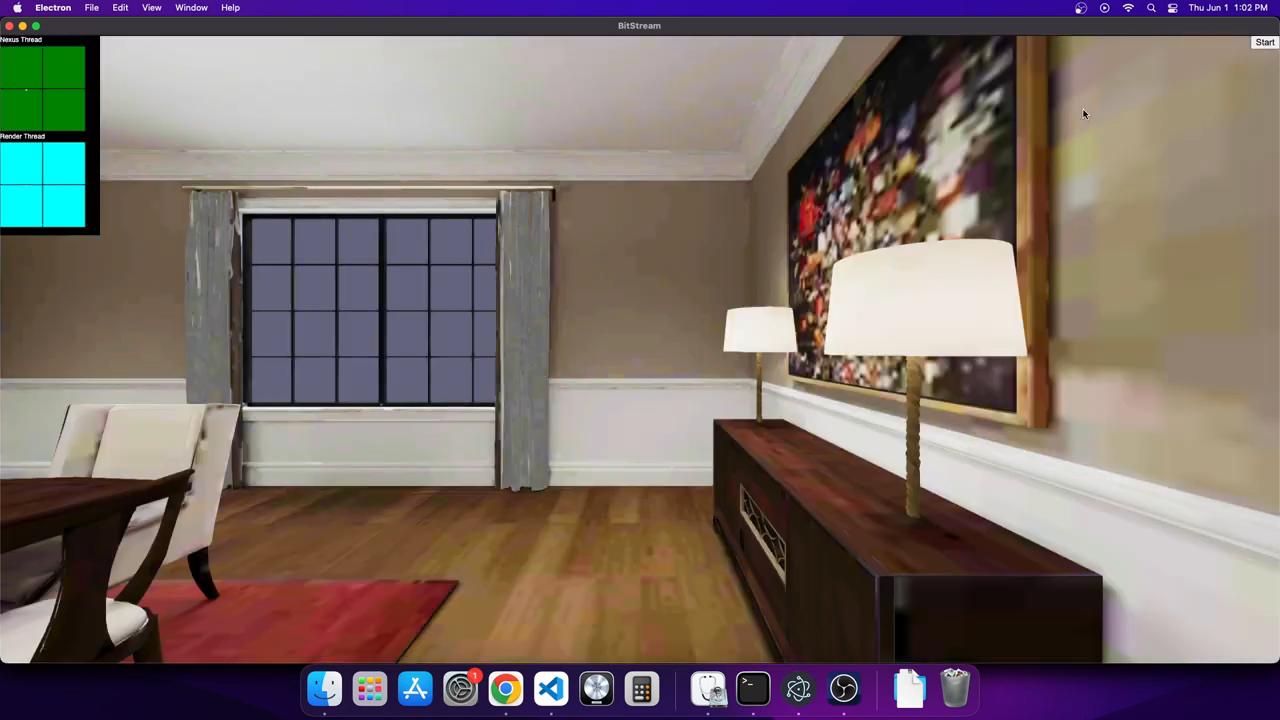 Electron File Edit View Window Help Thu Jun 1 1:02 PM
BitStream
Nexus Thread
Start
Render Thread
1
>_